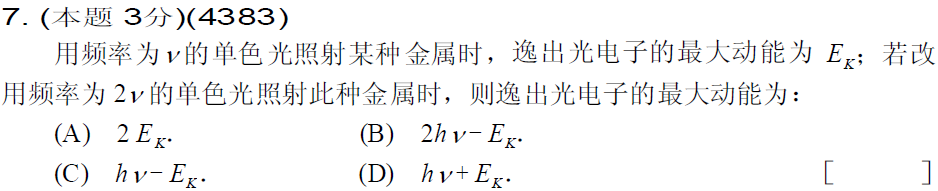 7. (本题 3分)(4383)
用频率为ν的单色光照射某种金属时，逸出光电子的最大动能为 E_K；若改
用频率为 2ν的单色光照射此种金属时，则逸出光电子的最大动能为：
(A) 2 E_K. (B) 2hν－E_K.
(C) hν－E_K. (D) hν＋E_K. [ ]